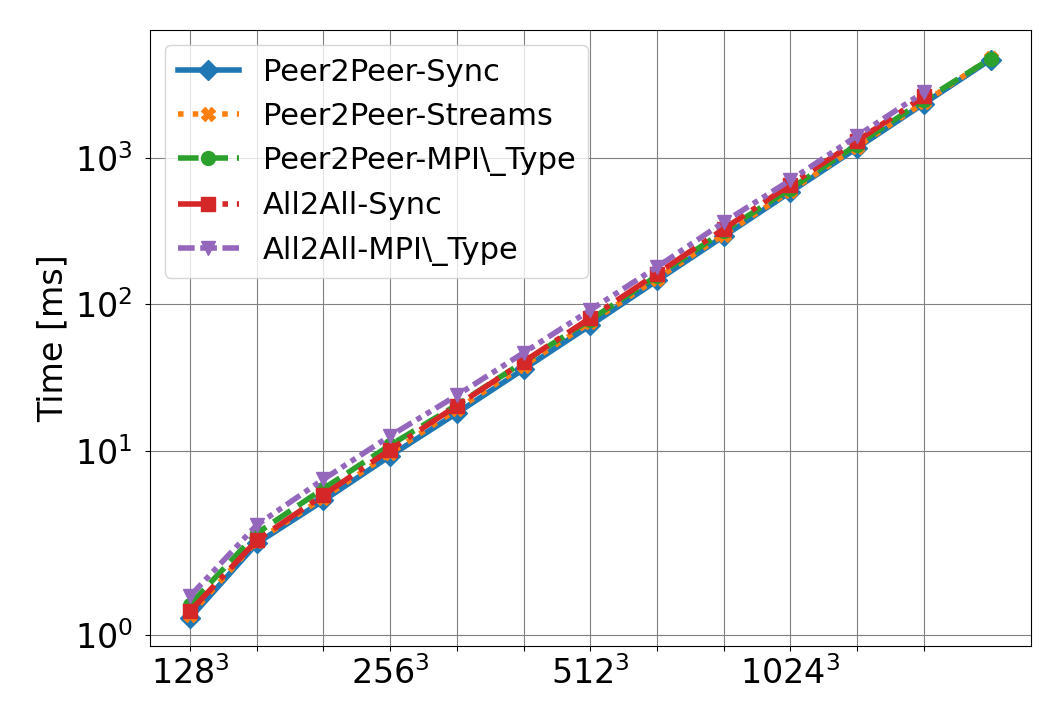 Peer2Peer-Sync
Peer2Peer-Streams
Peer2Peer-MPI\_Type
All2All-Sync
All2All-MPI\_Type
Time [ms]
10³
10²
10¹
10⁰
128³ 256³ 512³ 1024³